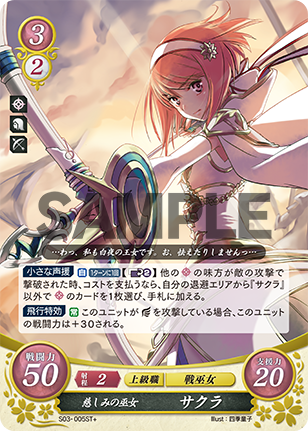 3
2
SAMPLE
…わっ、私も白夜の王女です。お、怯えたりしませんっ…
小さな声援 自 1ターンに1回 他の の味方が敵の攻撃で
撃破された時、コストを支払うなら、自分の退避エリアから『サクラ』
以外で のカードを1枚選び、手札に加える。
飛行特効 常 このユニットが を攻撃している場合、このユニット
の戦闘力は+30される。
戦闘力
50
射程 2 上級職 戦巫女
支援力
20
慈しみの巫女 サクラ
S03-005ST+ Illust:四季童子